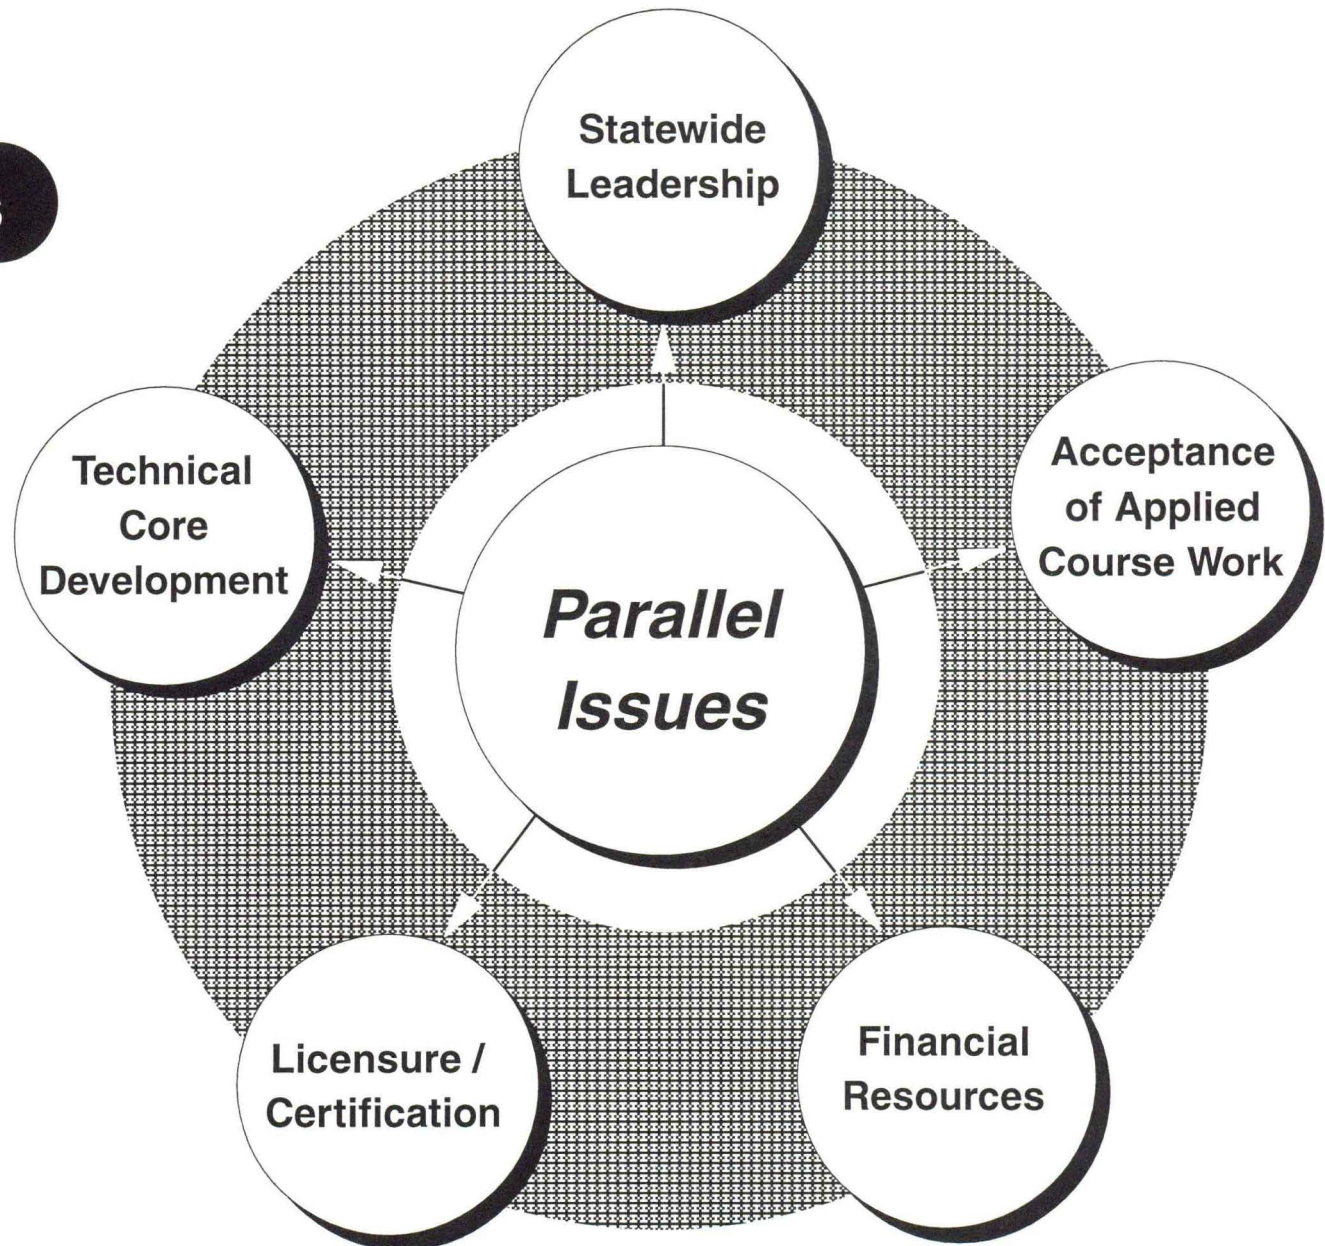 Statewide
Leadership
Acceptance
of Applied
Course Work
Technical
Core
Development
Parallel
Issues
Financial
Resources
Licensure /
Certification